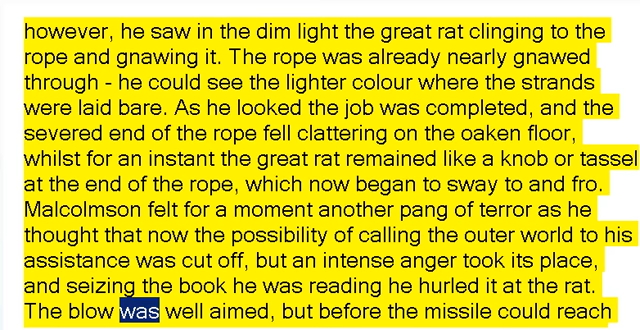 however, he saw in the dim light the great rat clinging to the
rope and gnawing it. The rope was already nearly gnawed
through - he could see the lighter colour where the strands
were laid bare. As he looked the job was completed, and the
severed end of the rope fell clattering on the oaken floor,
whilst for an instant the great rat remained like a knob or tassel
at the end of the rope, which now began to sway to and fro.
Malcolmson felt for a moment another pang of terror as he
thought that now the possibility of calling the outer world to his
assistance was cut off, but an intense anger took its place,
and seizing the book he was reading he hurled it at the rat.
The blow was well aimed, but before the missile could reach